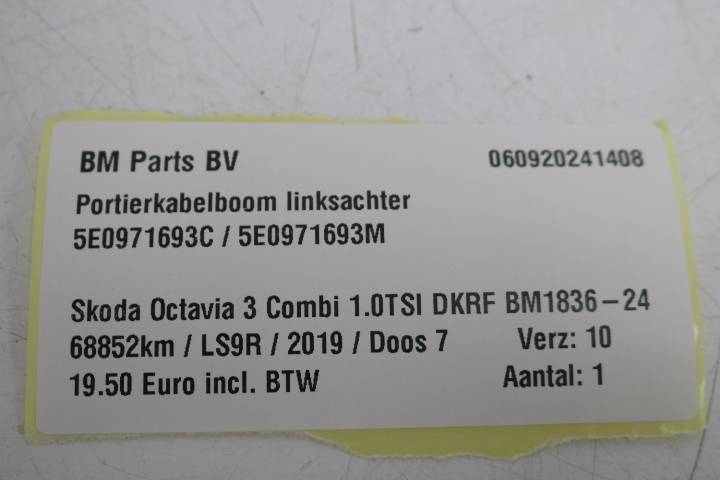 BM Parts BV 060920241408
Portierkabelboom linksachter
5E0971693C / 5E0971693M
Skoda Octavia 3 Combi 1.0TSI DKRF BM1836-24
68852km / LS9R / 2019 / Doos 7 Verz: 10
19.50 Euro incl. BTW Aantal: 1